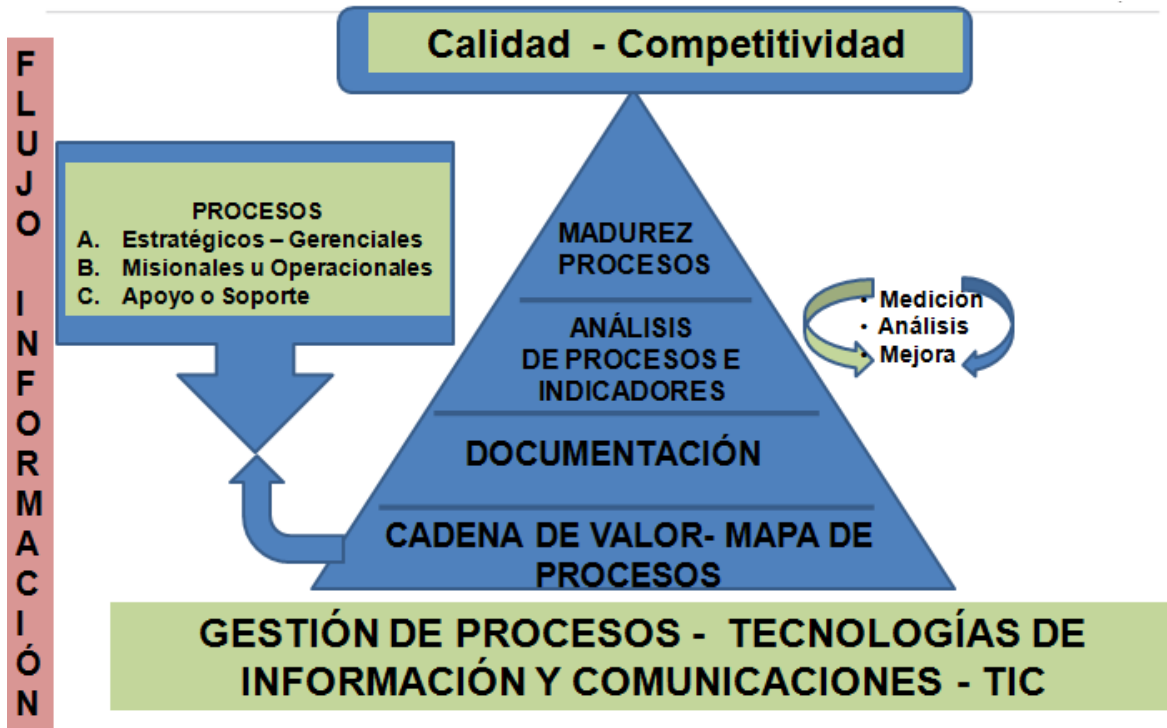 FLUJO INFORMACIÓN
Calidad - Competitividad
PROCESOS
A. Estratégicos – Gerenciales
B. Misionales u Operacionales
C. Apoyo o Soporte
MADUREZ
PROCESOS
ANÁLISIS
DE PROCESOS E
INDICADORES
• Medición
• Análisis
• Mejora
DOCUMENTACIÓN
CADENA DE VALOR- MAPA DE
PROCESOS
GESTIÓN DE PROCESOS - TECNOLOGÍAS DE
INFORMACIÓN Y COMUNICACIONES - TIC